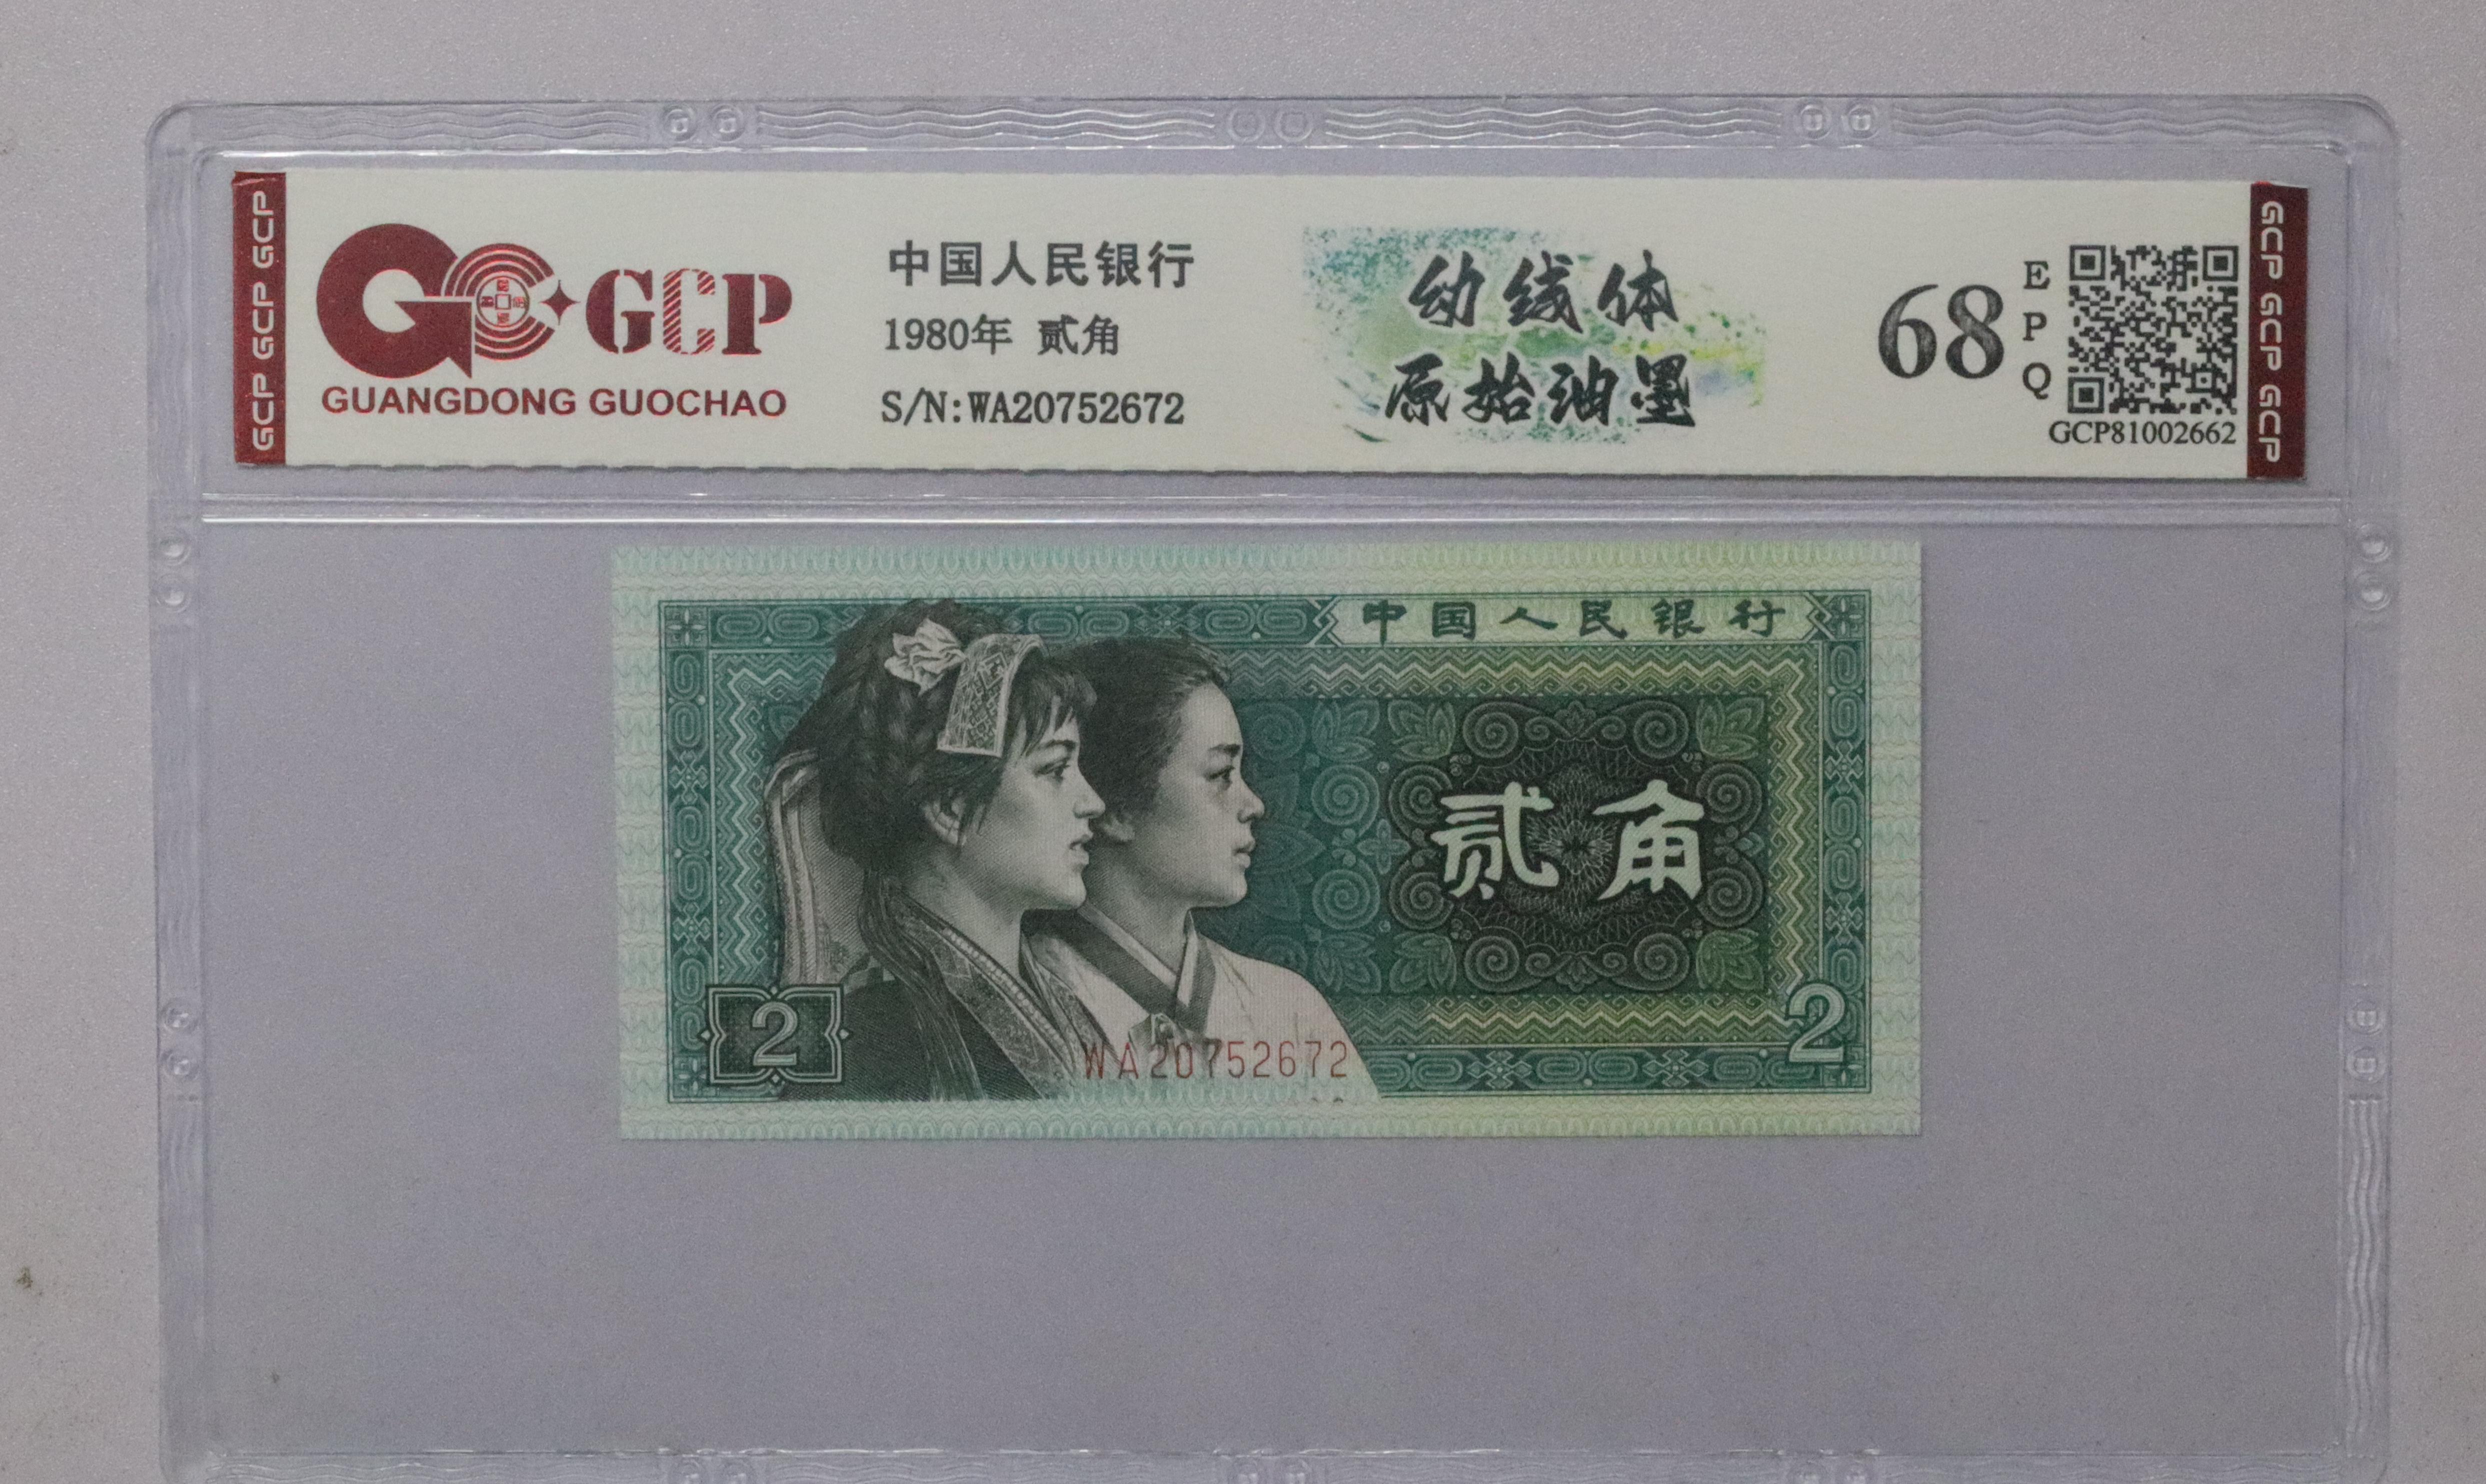 GCP GCP GCP
GCP
GUANGDONG GUOCHAO
中国人民银行
1980年 贰角
S/N:WA20752672
幼线体
原始油墨
68
E
P
Q
GCP81002662
GCP GCP GCP
中国人民银行
贰角
2
WA20752672
2